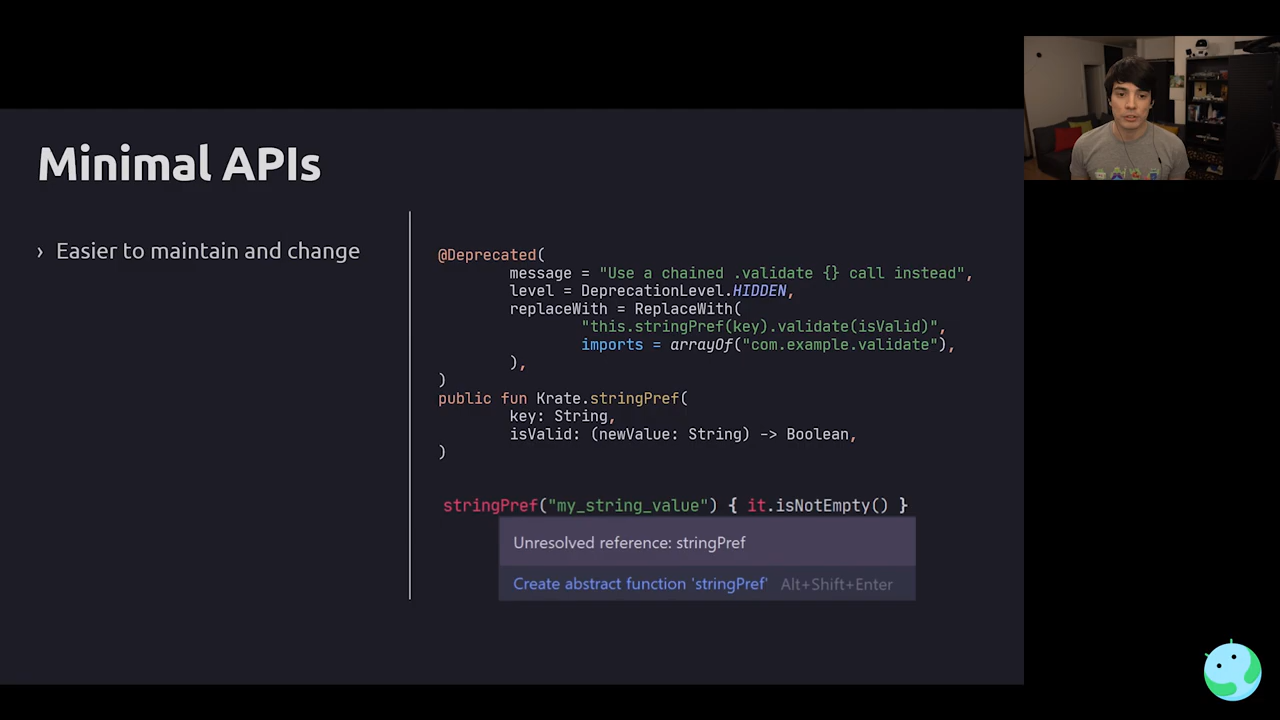 Minimal APIs
› Easier to maintain and change
@Deprecated(
message = "Use a chained .validate {} call instead",
level = DeprecationLevel.HIDDEN,
replaceWith = ReplaceWith(
"this.stringPref(key).validate(isValid)",
imports = arrayOf("com.example.validate"),
),
)
public fun Krate.stringPref(
key: String,
isValid: (newValue: String) -> Boolean,
)
stringPref("my_string_value") { it.isNotEmpty() }
Unresolved reference: stringPref
Create abstract function 'stringPref' Alt+Shift+Enter